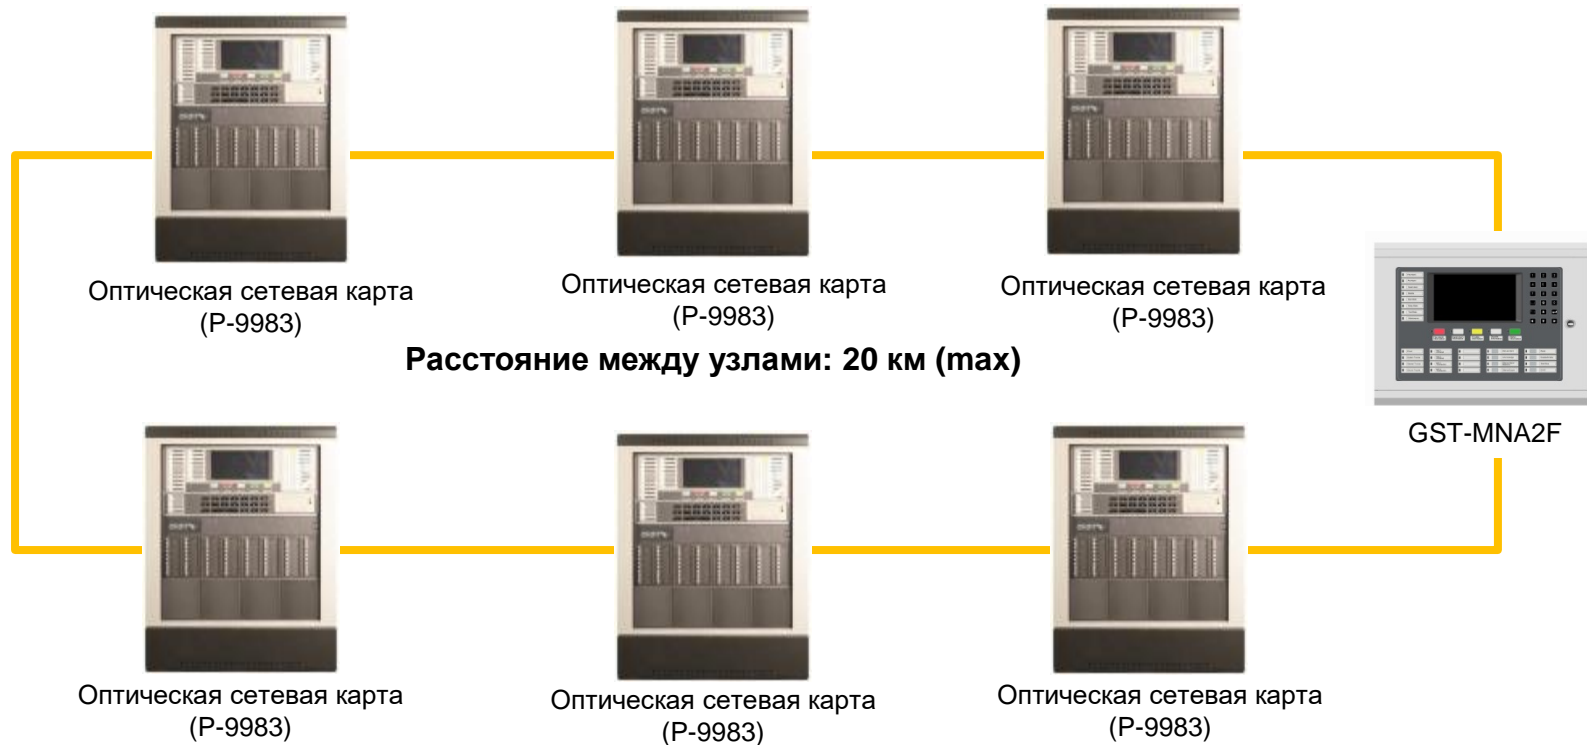 Оптическая сетевая карта
(P-9983)
Оптическая сетевая карта
(P-9983)
Оптическая сетевая карта
(P-9983)
Расстояние между узлами: 20 км (max)
GST-MNA2F
Оптическая сетевая карта
(P-9983)
Оптическая сетевая карта
(P-9983)
Оптическая сетевая карта
(P-9983)